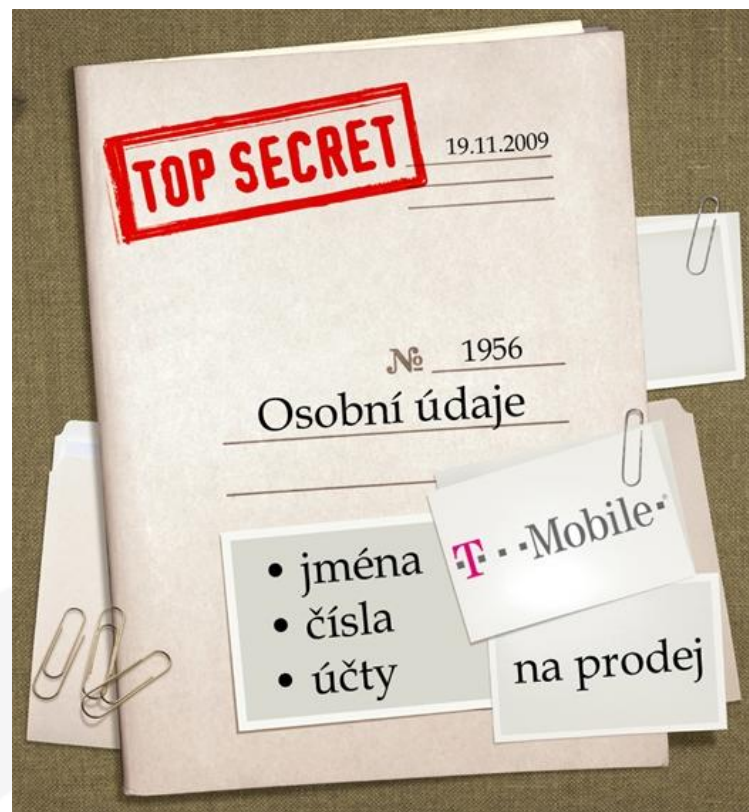 TOP SECRET
19.11.2009
№ 1956
Osobní údaje
T··Mobile·®
• jména
• čísla
• účty
na prodej